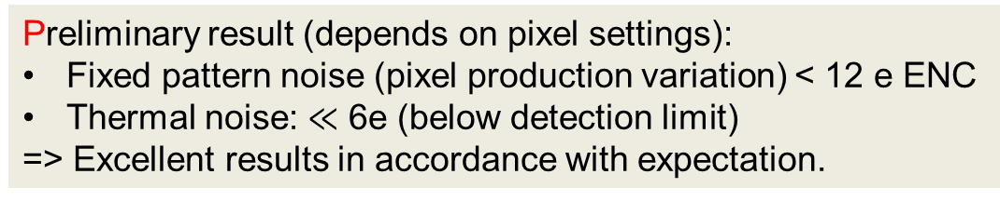 Preliminary result (depends on pixel settings):
• Fixed pattern noise (pixel production variation) < 12 e ENC
• Thermal noise: ≪ 6e (below detection limit)
=> Excellent results in accordance with expectation.